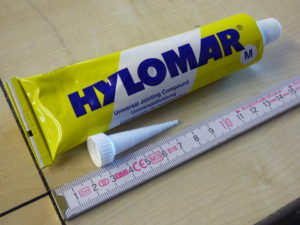 HYLOMAR®
M
Universal Jointing Compound
Universaldichtung
1 2 3 4 5 6 7 8 9 10 11 12 13 14 15